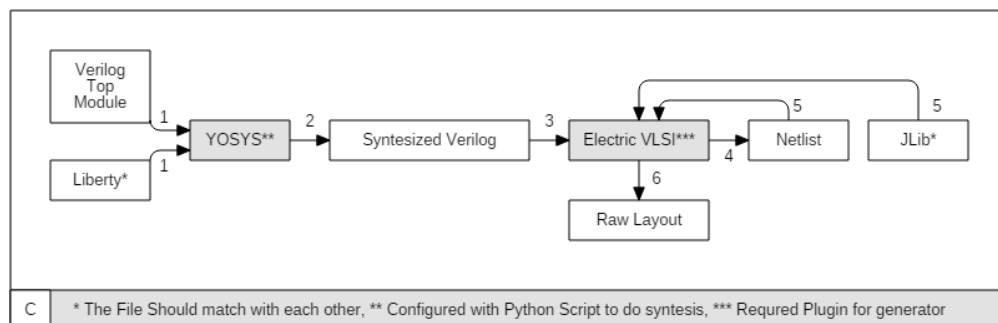 Verilog
Top
Module
1
YOSYS**
2
Syntesized Verilog
3
Electric VLSI***
4
Netlist
5
JLib*
5
1
Liberty*
6
Raw Layout
C
* The File Should match with each other, ** Configured with Python Script to do syntesis, *** Requred Plugin for generator